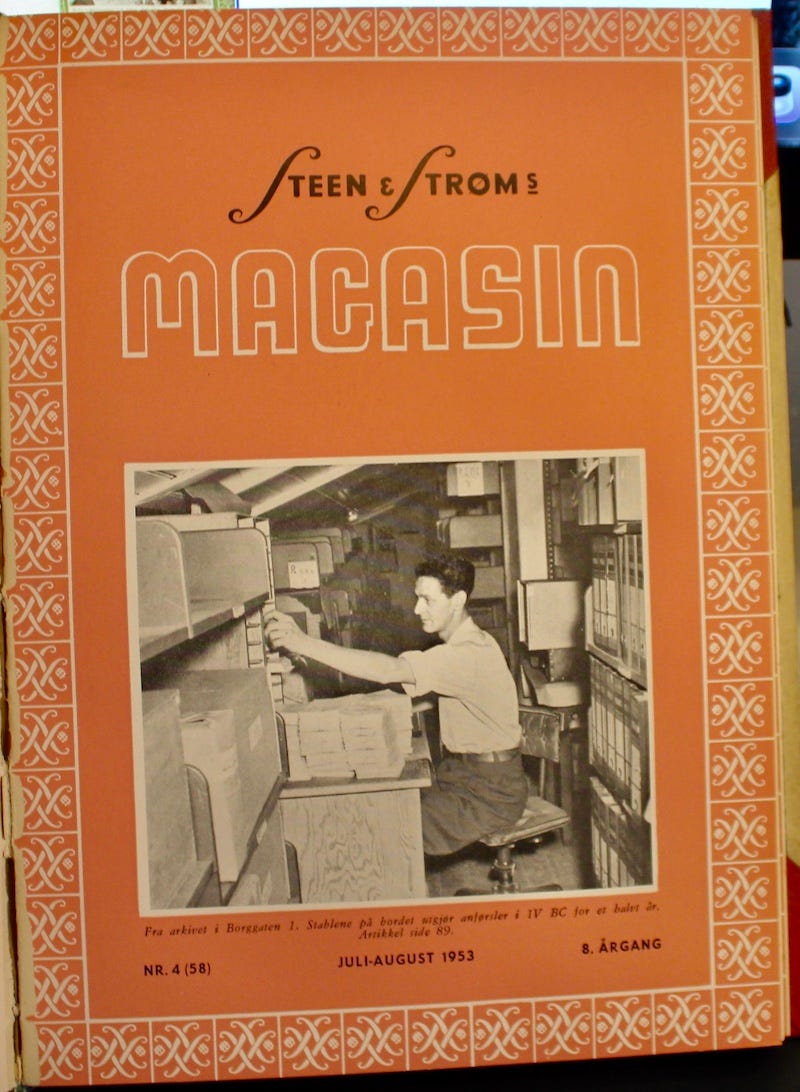 STEEN & STRØMS
MAGASIN
Fra arkivet i Borggaten 1. Stablene på bordet utgjør anførsler i IV BC for et halvt år.
Artikkel side 89.
NR. 4 (58)
JULI-AUGUST 1953
8. ÅRGANG